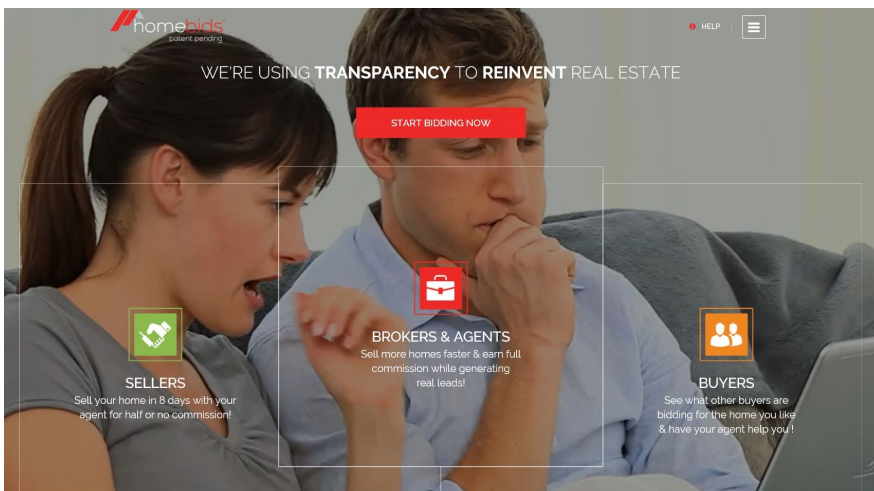 homebids
patent pending
HELP
WE'RE USING TRANSPARENCY TO REINVENT REAL ESTATE
START BIDDING NOW
SELLERS
Sell your home in 8 days with your
agent for half or no commission!
BROKERS & AGENTS
Sell more homes faster & earn full
commission while generating
real leads!
BUYERS
See what other buyers are
bidding for the home you like
& have your agent help you !